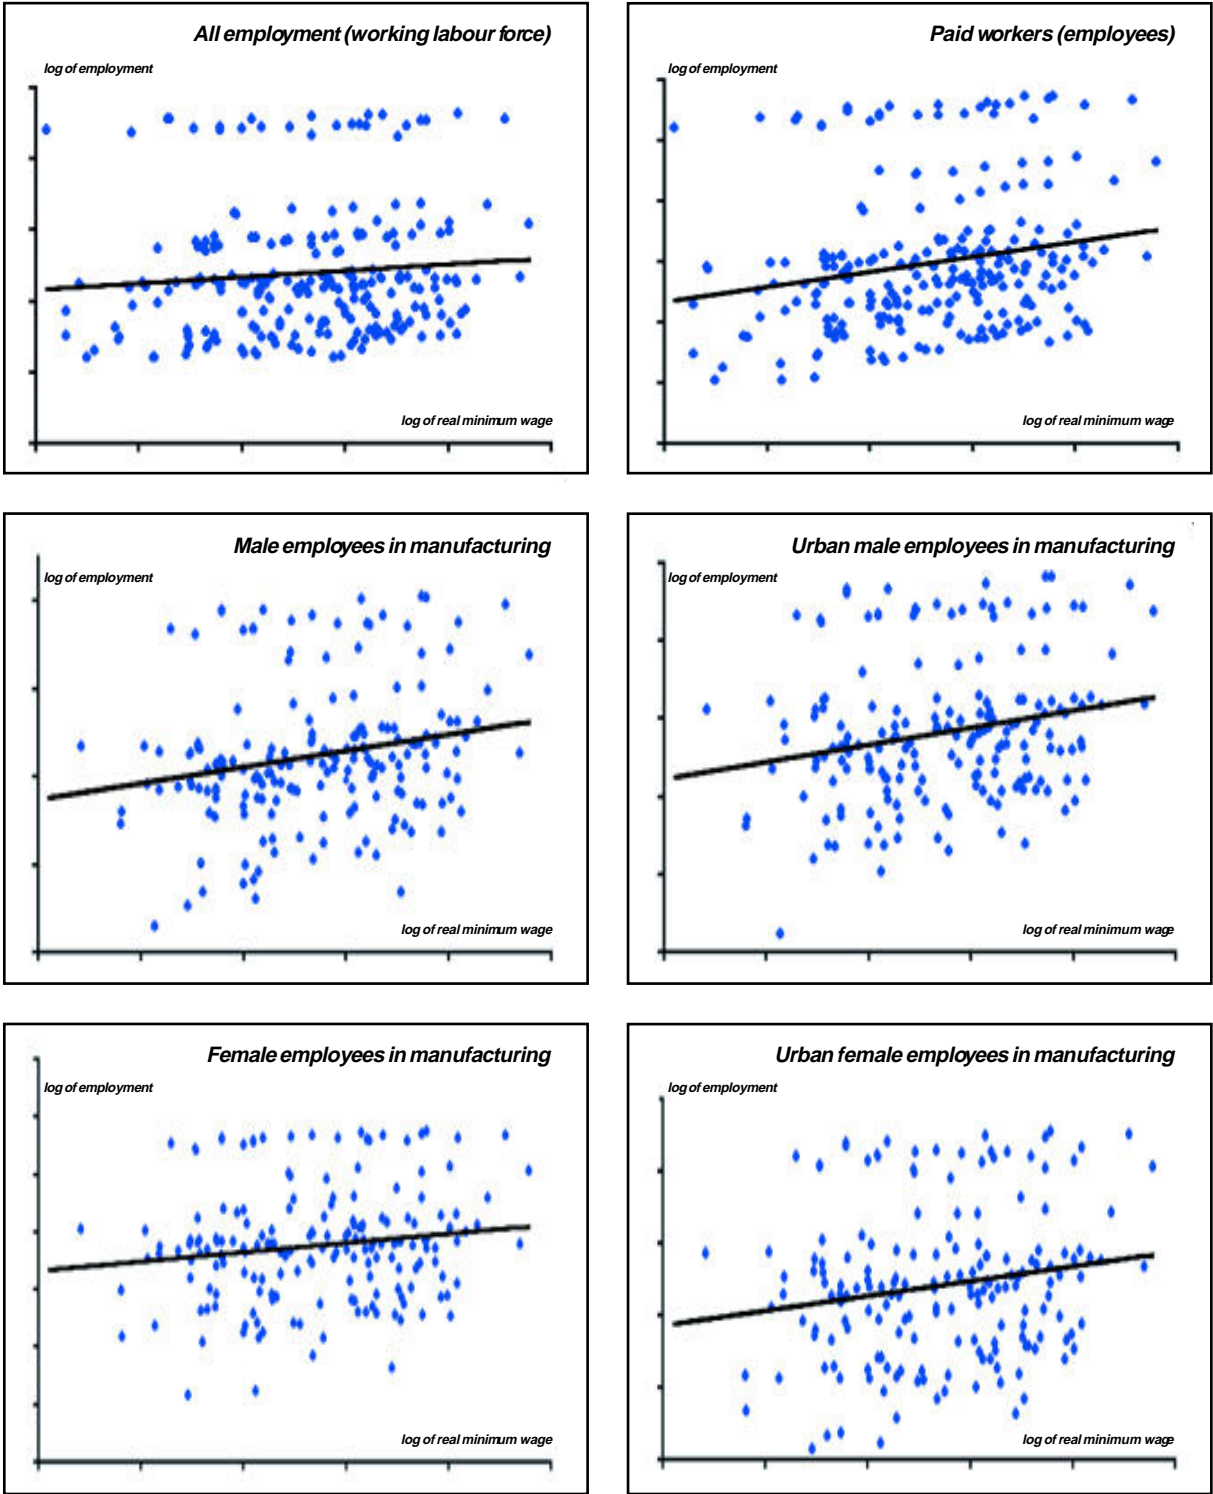 All employment (working labour force)
log of employment
log of real minimum wage
Paid workers (employees)
log of employment
log of real minimum wage
Male employees in manufacturing
log of employment
log of real minimum wage
Urban male employees in manufacturing
log of employment
log of real minimum wage
Female employees in manufacturing
log of employment
log of real minimum wage
Urban female employees in manufacturing
log of employment
log of real minimum wage